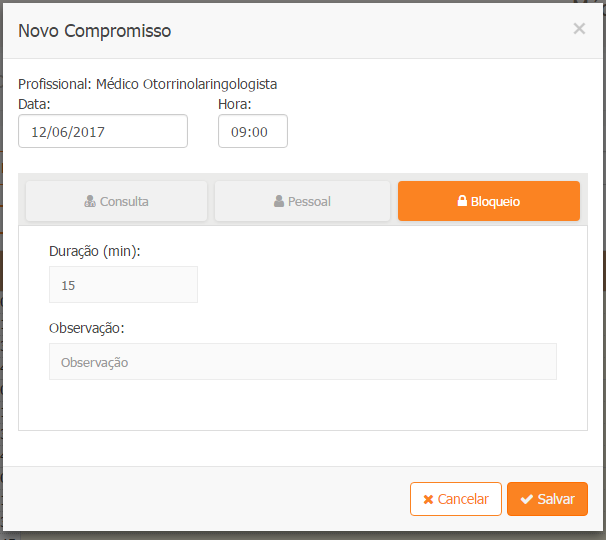 Novo Compromisso
Profissional: Médico Otorrinolaringologista
Data: Hora:
12/06/2017 09:00
Consulta Pessoal Bloqueio
Duração (min):
15
Observação:
Observação
Cancelar Salvar